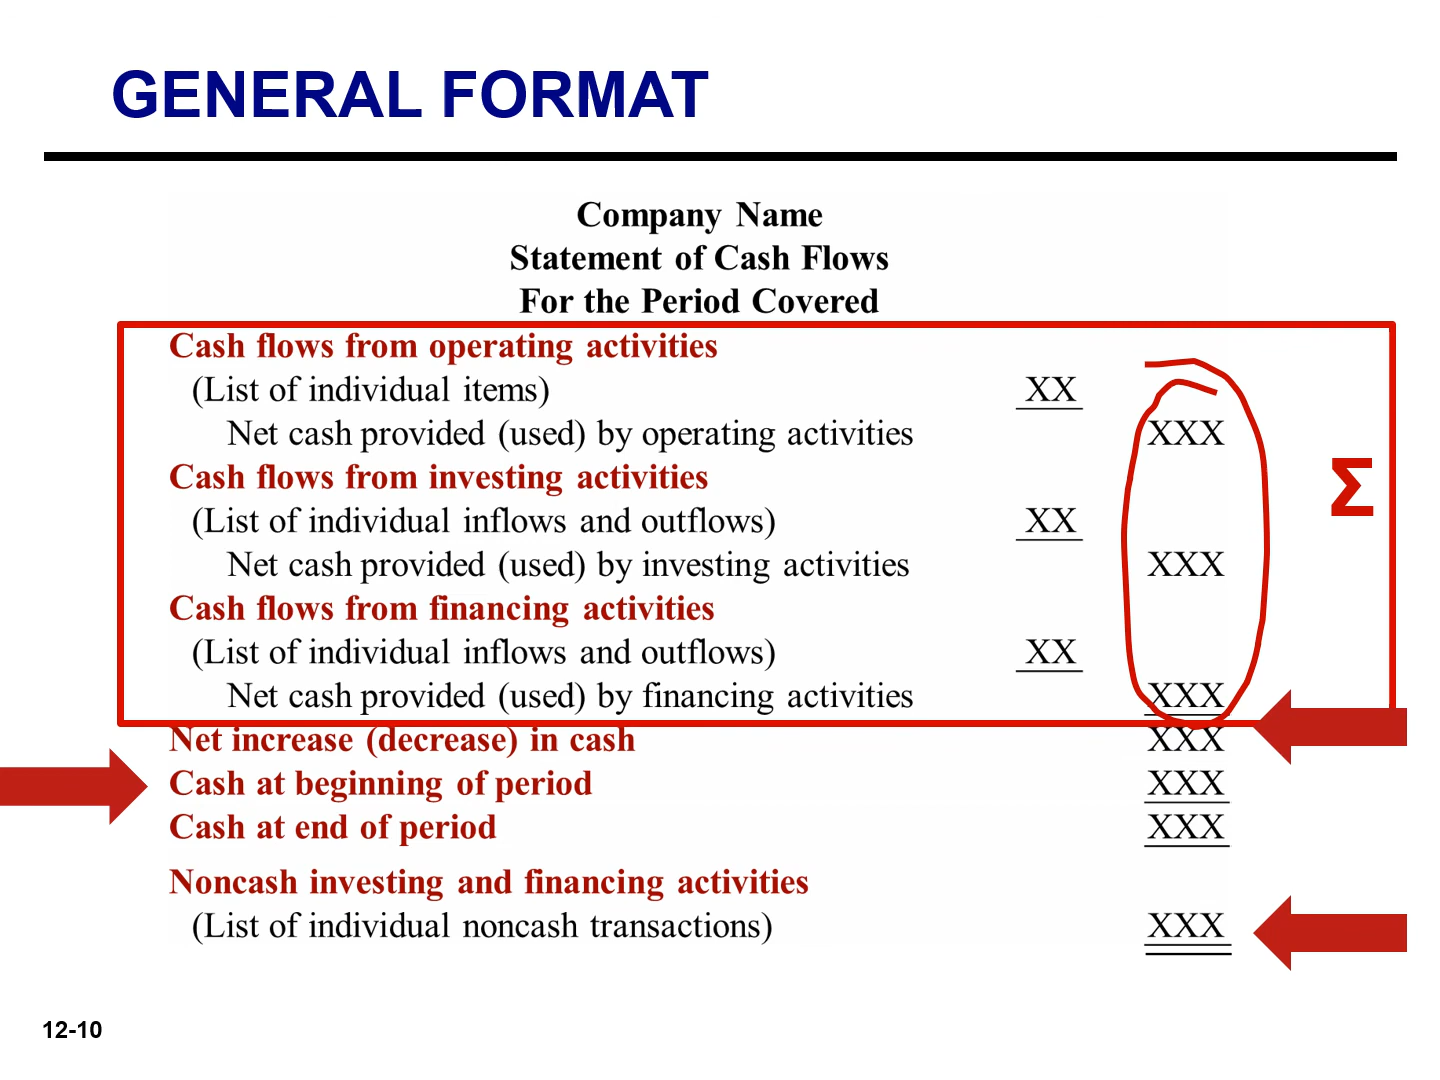 GENERAL FORMAT
Company Name
Statement of Cash Flows
For the Period Covered
Cash flows from operating activities
(List of individual items) XX
Net cash provided (used) by operating activities XXX
Cash flows from investing activities
Σ
(List of individual inflows and outflows) XX
Net cash provided (used) by investing activities XXX
Cash flows from financing activities
(List of individual inflows and outflows) XX
Net cash provided (used) by financing activities XXX
Net increase (decrease) in cash XXX
Cash at beginning of period XXX
Cash at end of period XXX
Noncash investing and financing activities
(List of individual noncash transactions) XXX
12-10